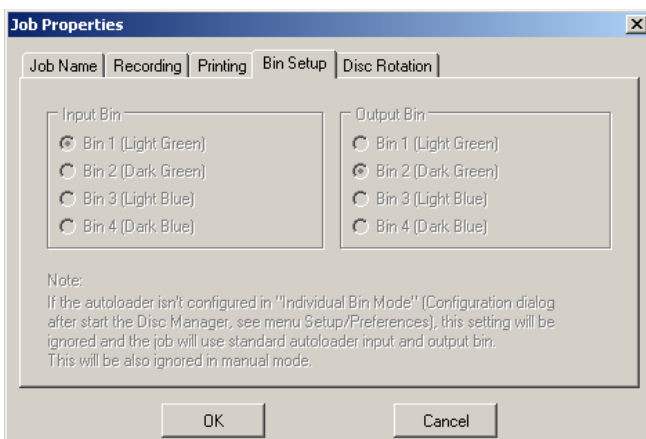 Job Properties
Job Name Recording Printing Bin Setup Disc Rotation
Input Bin
Bin 1 (Light Green)
Bin 2 (Dark Green)
Bin 3 (Light Blue)
Bin 4 (Dark Blue)
Output Bin
Bin 1 (Light Green)
Bin 2 (Dark Green)
Bin 3 (Light Blue)
Bin 4 (Dark Blue)
Note:
If the autoloader isn't configured in "Individual Bin Mode" (Configuration dialog
after start the Disc Manager, see menu Setup/Preferences), this setting will be
ignored and the job will use standard autoloader input and output bin.
This will be also ignored in manual mode.
OK Cancel